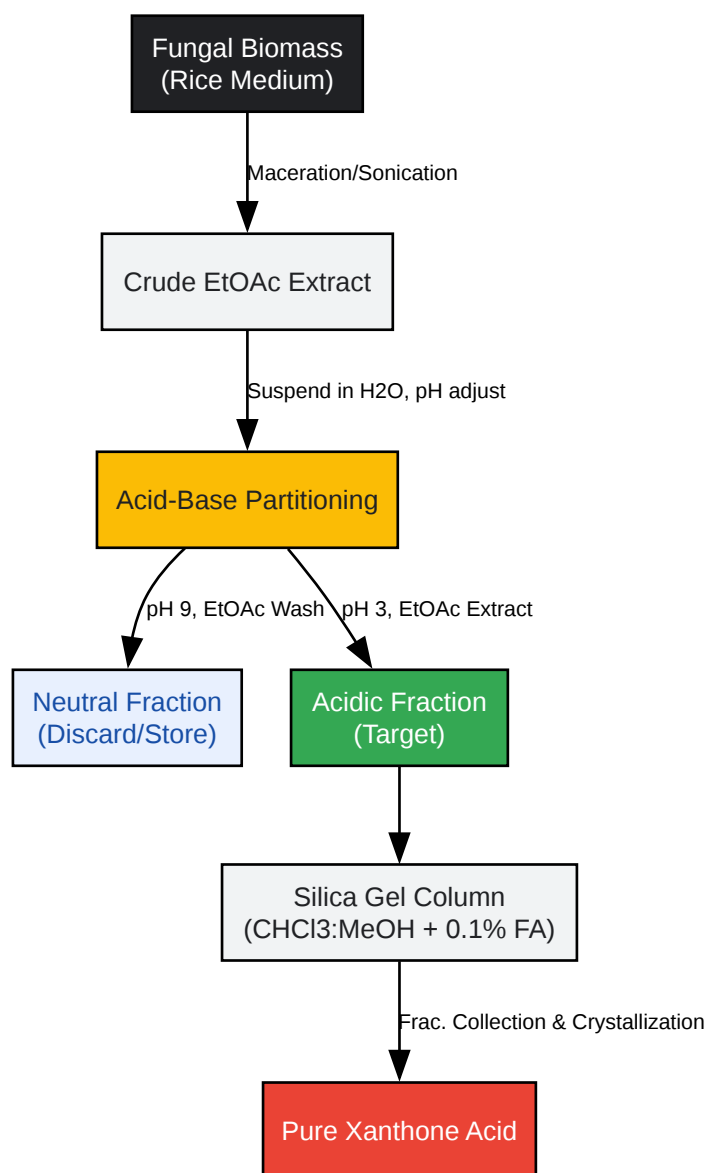 Fungal Biomass
(Rice Medium)
Maceration/Sonication
Crude EtOAc Extract
Suspend in H2O, pH adjust
Acid-Base Partitioning
pH 9, EtOAc Wash
pH 3, EtOAc Extract
Neutral Fraction
(Discard/Store)
Acidic Fraction
(Target)
Silica Gel Column
(CHCl3:MeOH + 0.1% FA)
Frac. Collection & Crystallization
Pure Xanthone Acid